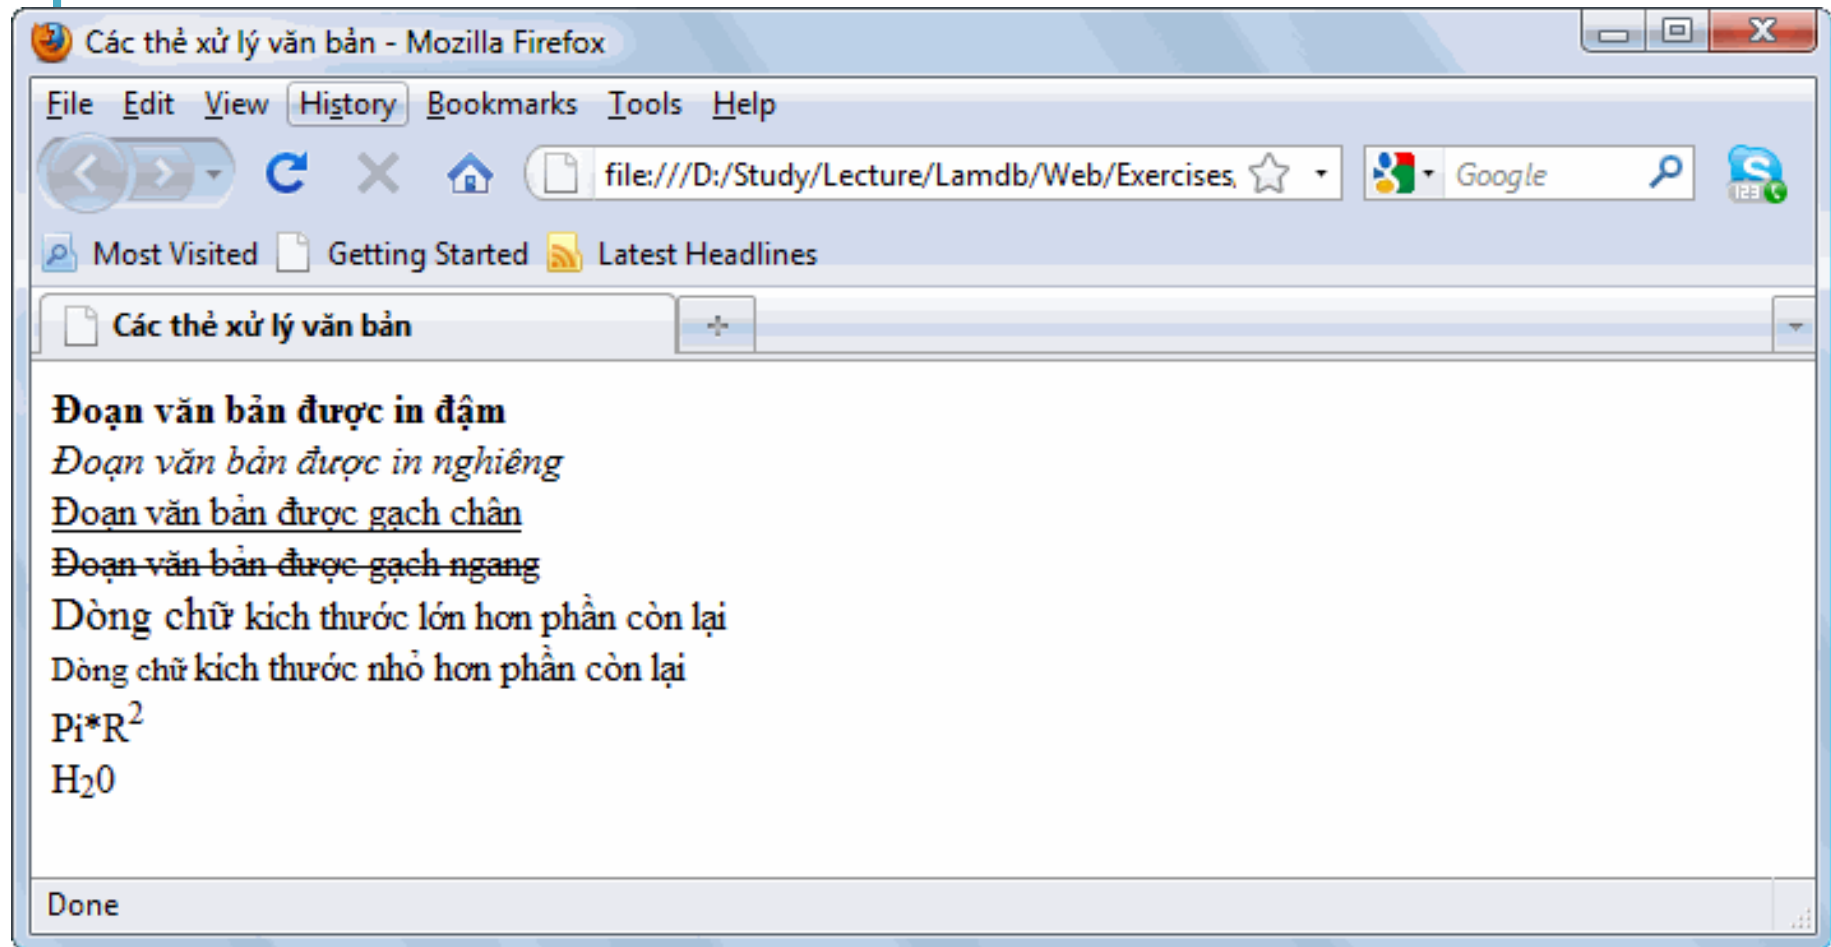 Các thẻ xử lý văn bản - Mozilla Firefox
File Edit View History Bookmarks Tools Help
file:///D:/Study/Lecture/Lamdb/Web/Exercises, Google 123
Most Visited Getting Started Latest Headlines
Các thẻ xử lý văn bản
Đoạn văn bản được in đậm
Đoạn văn bản được in nghiêng
Đoạn văn bản được gạch chân
Đoạn văn bản được gạch ngang
Dòng chữ kích thước lớn hơn phần còn lại
Dòng chữ kích thước nhỏ hơn phần còn lại
Pi*R²
H₂0
Done